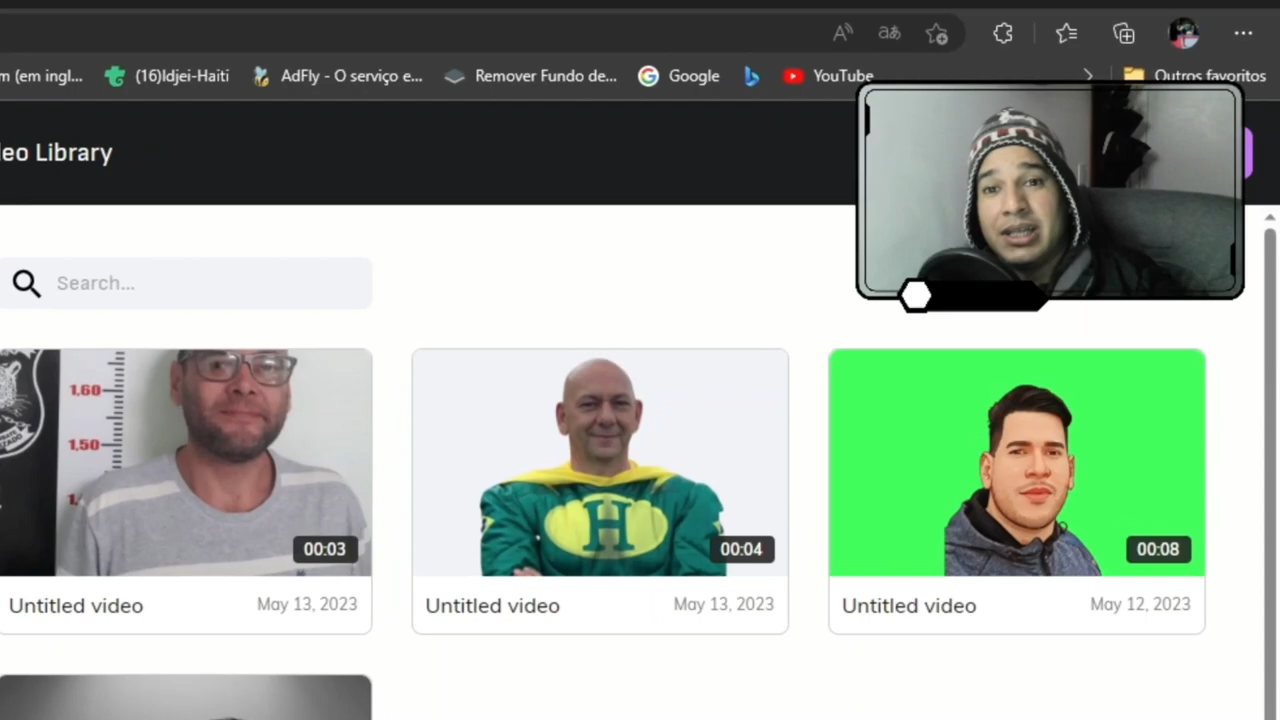 m (em ingl...
(16)Idjei-Haiti
AdFly - O serviço e...
Remover Fundo de...
Google
YouTube
Outros favoritos
eo Library
Search...
1.60
1.50
1.
H
00:03
00:04
00:08
Untitled video
May 13, 2023
Untitled video
May 13, 2023
Untitled video
May 12, 2023